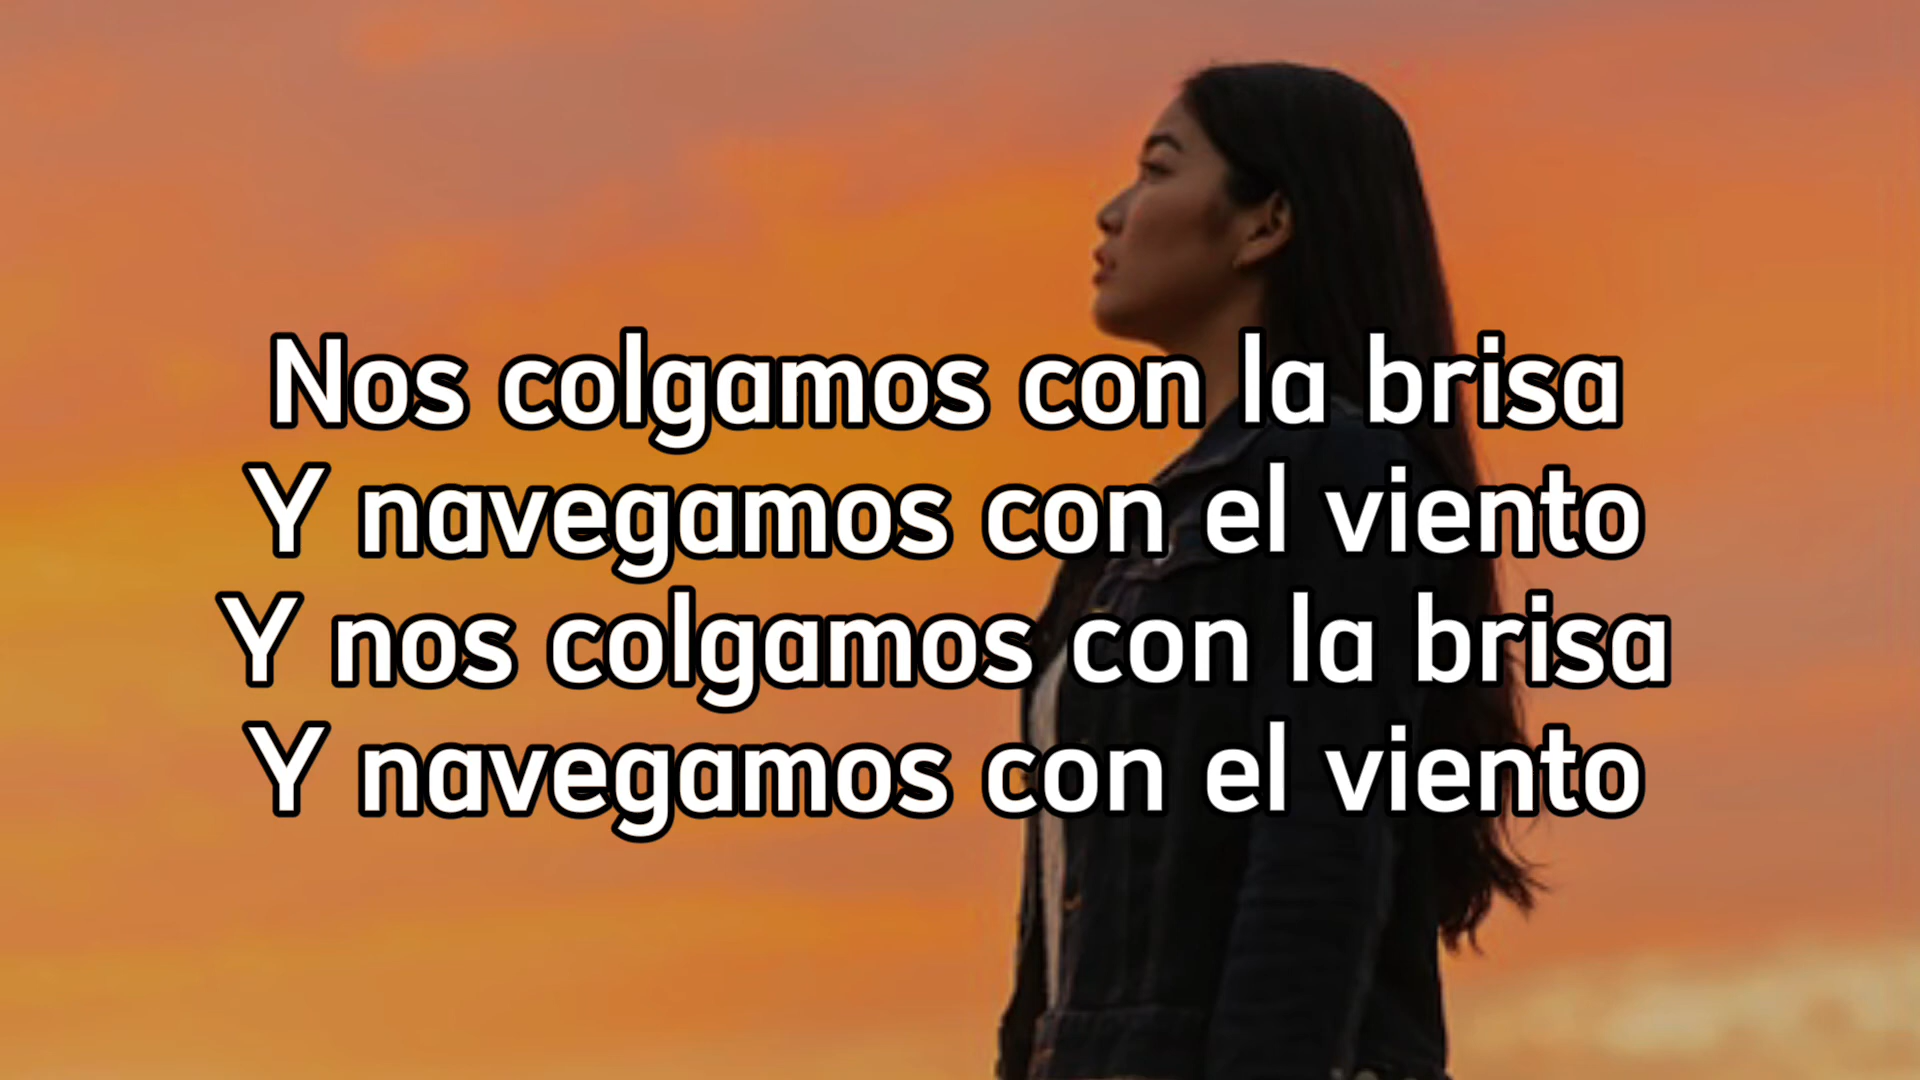 Nos colgamos con la brisa
Y navegamos con el viento
Y nos colgamos con la brisa
Y navegamos con el viento